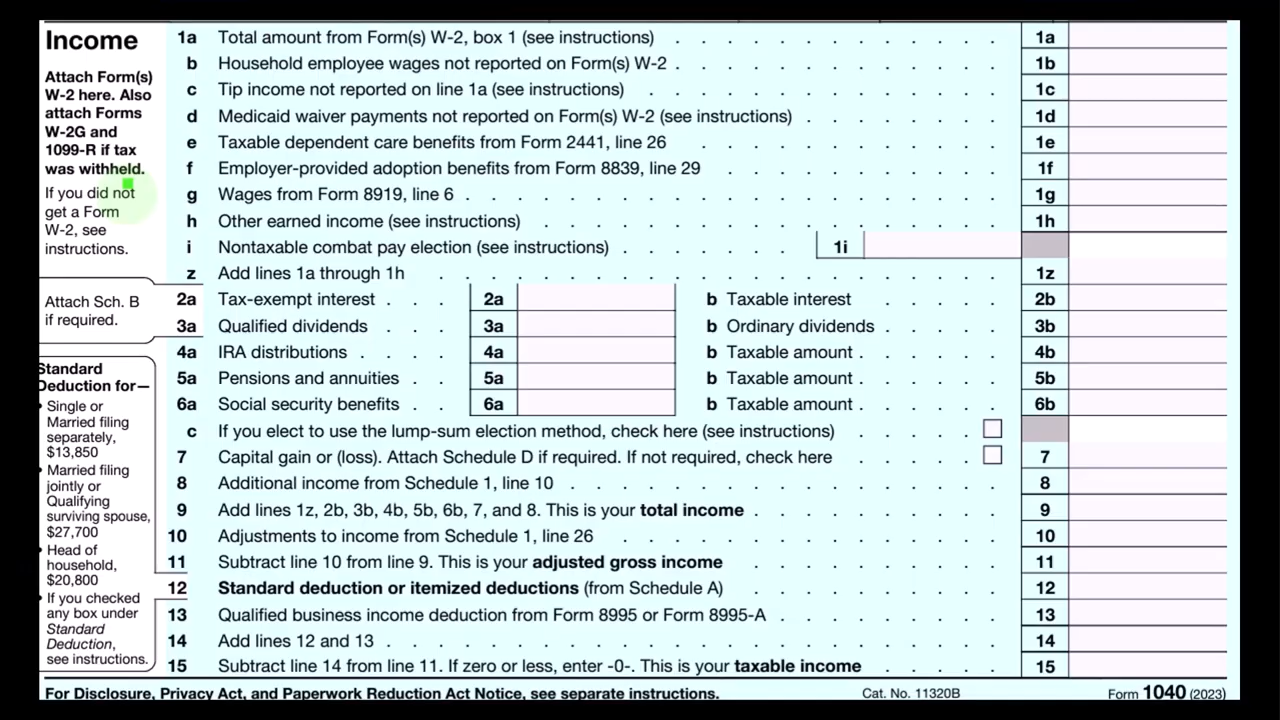 Income
Attach Form(s)
W-2 here. Also
attach Forms
W-2G and
1099-R if tax
was withheld.
If you did not
get a Form
W-2, see
instructions.
1a Total amount from Form(s) W-2, box 1 (see instructions) . . . . . . . . . . . . . 1a
b Household employee wages not reported on Form(s) W-2 . . . . . . . . . . . . . 1b
c Tip income not reported on line 1a (see instructions) . . . . . . . . . . . . . . 1c
d Medicaid waiver payments not reported on Form(s) W-2 (see instructions) . . . . . . . . 1d
e Taxable dependent care benefits from Form 2441, line 26 . . . . . . . . . . . . 1e
f Employer-provided adoption benefits from Form 8839, line 29 . . . . . . . . . . . 1f
g Wages from Form 8919, line 6 . . . . . . . . . . . . . . . . . . . . . 1g
h Other earned income (see instructions) . . . . . . . . . . . . . . . . . . 1h
i Nontaxable combat pay election (see instructions) . . . . . . . 1i
z Add lines 1a through 1h . . . . . . . . . . . . . . . . . . . . . . 1z
Attach Sch. B
if required.
2a Tax-exempt interest . . . 2a b Taxable interest . . . . . 2b
3a Qualified dividends . . . 3a b Ordinary dividends . . . . . 3b
4a IRA distributions . . . . 4a b Taxable amount . . . . . . 4b
5a Pensions and annuities . . 5a b Taxable amount . . . . . . 5b
6a Social security benefits . . 6a b Taxable amount . . . . . . 6b
c If you elect to use the lump-sum election method, check here (see instructions) . . . . .
7 Capital gain or (loss). Attach Schedule D if required. If not required, check here . . . . . 7
8 Additional income from Schedule 1, line 10 . . . . . . . . . . . . . . . . . 8
9 Add lines 1z, 2b, 3b, 4b, 5b, 6b, 7, and 8. This is your total income . . . . . . . . . . 9
10 Adjustments to income from Schedule 1, line 26 . . . . . . . . . . . . . . . 10
11 Subtract line 10 from line 9. This is your adjusted gross income . . . . . . . . . . 11
12 Standard deduction or itemized deductions (from Schedule A) . . . . . . . . . . 12
13 Qualified business income deduction from Form 8995 or Form 8995-A . . . . . . . . . 13
14 Add lines 12 and 13 . . . . . . . . . . . . . . . . . . . . . . . 14
15 Subtract line 14 from line 11. If zero or less, enter -0-. This is your taxable income . . . . . 15
Standard
Deduction for—
• Single or
Married filing
separately,
$13,850
• Married filing
jointly or
Qualifying
surviving spouse,
$27,700
• Head of
household,
$20,800
• If you checked
any box under
Standard
Deduction,
see instructions.
For Disclosure, Privacy Act, and Paperwork Reduction Act Notice, see separate instructions. Cat. No. 11320B Form 1040 (2023)